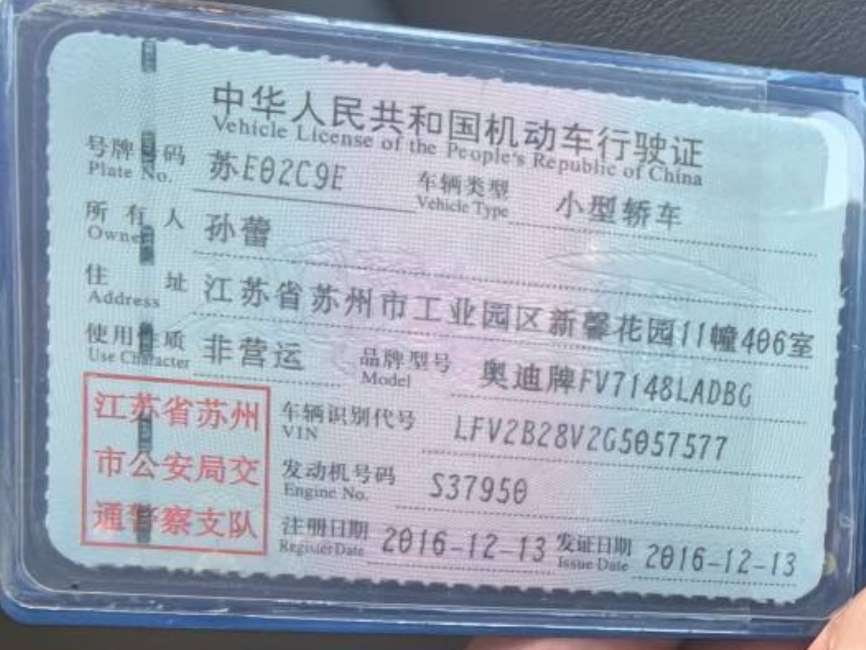 中华人民共和国机动车行驶证
Vehicle License of the People's Republic of China
号牌号码 苏E02C9E 车辆类型 小型轿车
Plate No. Vehicle Type
所有人 孙蕾
Owner
住址 江苏省苏州市工业园区新馨花园11幢406室
Address
使用性质 非营运 品牌型号 奥迪牌FV7148LADBG
Use Character Model
江苏省苏州
市公安局交
通警察支队
车辆识别代号 LFV2B28V2G5057577
VIN
发动机号码 S37950
Engine No.
注册日期 2016-12-13 发证日期 2016-12-13
Register Date Issue Date